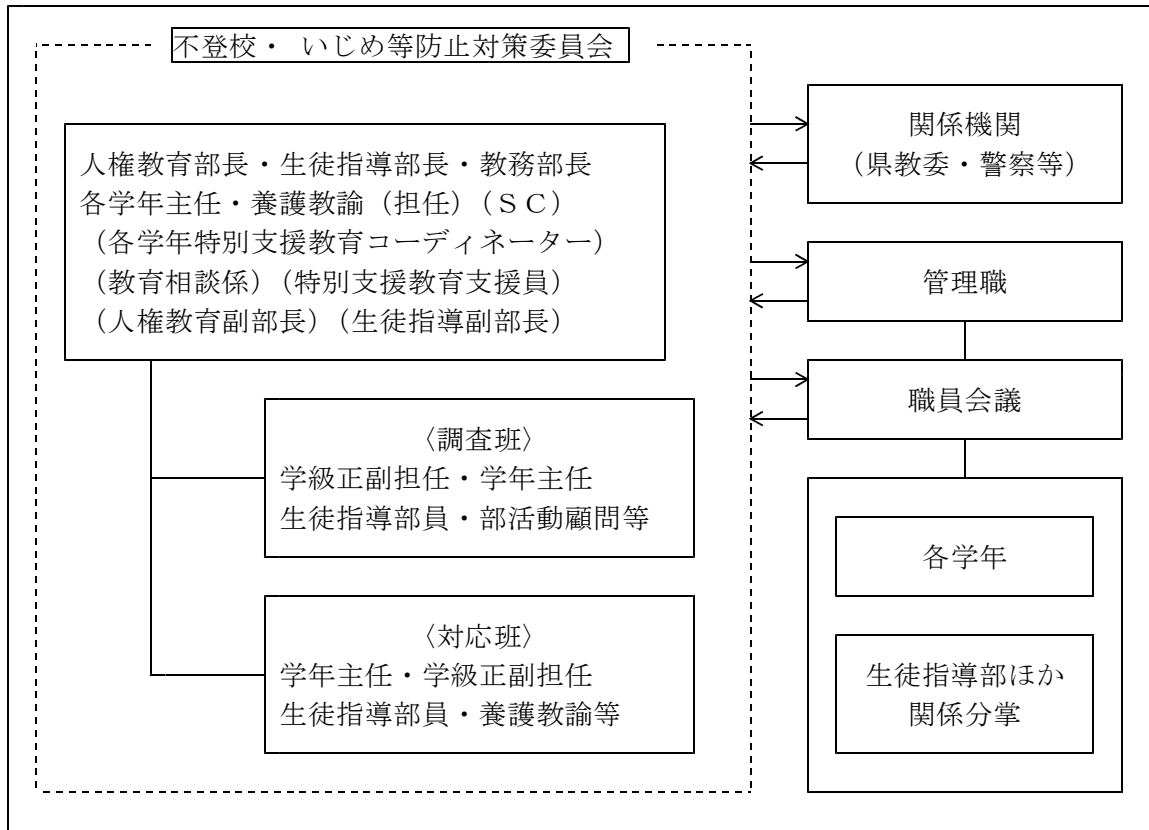 不登校・ いじめ等防止対策委員会
人権教育部長・生徒指導部長・教務部長
各学年主任・養護教諭（担任）（ＳＣ）
（各学年特別支援教育コーディネーター）
（教育相談係）（特別支援教育支援員）
（人権教育副部長）（生徒指導副部長）
〈調査班〉
学級正副担任・学年主任
生徒指導部員・部活動顧問等
〈対応班〉
学年主任・学級正副担任
生徒指導部員・養護教諭等
関係機関
（県教委・警察等）
管理職
職員会議
各学年
生徒指導部ほか
関係分掌